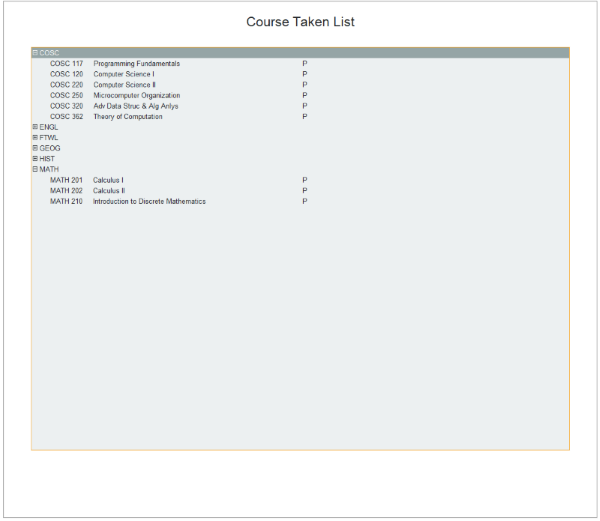 Course Taken List
COSC
COSC 117 Programming Fundamentals P
COSC 120 Computer Science I P
COSC 220 Computer Science II P
COSC 250 Microcomputer Organization P
COSC 320 Adv Data Struc & Alg Anlys P
COSC 362 Theory of Computation P
ENGL
FTWL
GEOG
HIST
MATH
MATH 201 Calculus I P
MATH 202 Calculus II P
MATH 210 Introduction to Discrete Mathematics P